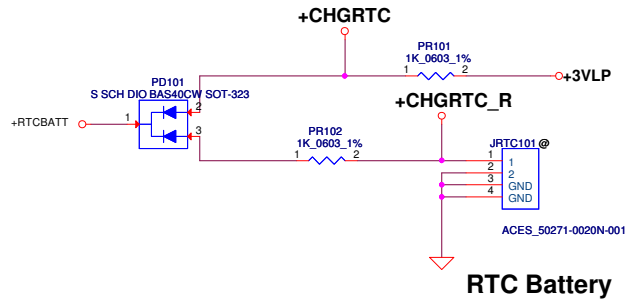 +CHGRTC
PR101
1K_0603_1%
1
2
+3VLP
PD101
S SCH DIO BAS40CW SOT-323
+RTCBATT
1
2
3
+CHGRTC_R
PR102
1K_0603_1%
1
2
JRTC101 @
1
2
3
4
1
2
GND
GND
ACES_50271-0020N-001
RTC Battery